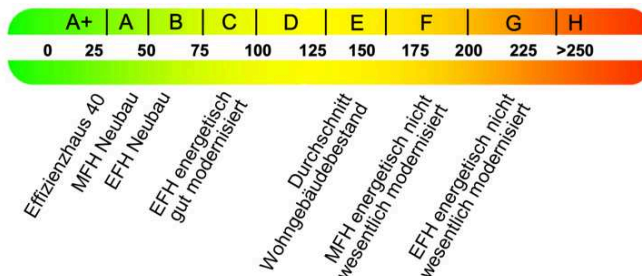 A+ A B C D E F G H
0 25 50 75 100 125 150 175 200 225 >250
Effizienzhaus 40
MFH Neubau
EFH Neubau
EFH energetisch
gut modernisiert
Durchschnitt
Wohngebäudebestand
MFH energetisch nicht
wesentlich modernisiert
EFH energetisch nicht
wesentlich modernisiert